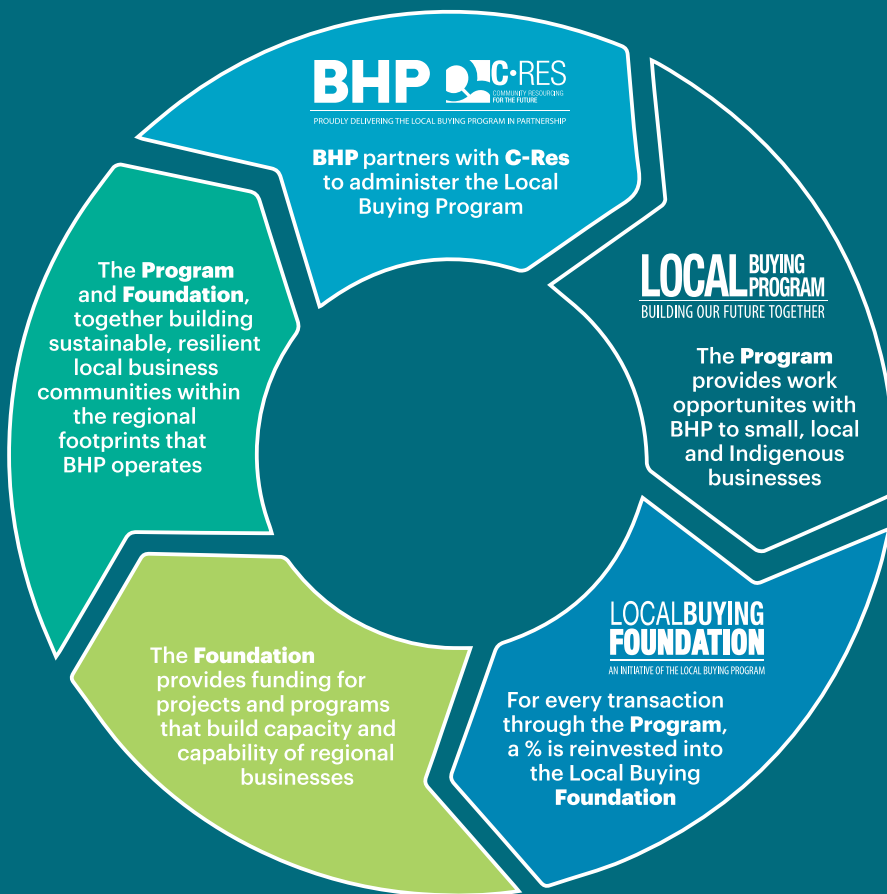 BHP C·RES
COMMUNITY RESOURCING
FOR THE FUTURE
PROUDLY DELIVERING THE LOCAL BUYING PROGRAM IN PARTNERSHIP
BHP partners with C-Res
to administer the Local
Buying Program
LOCAL BUYING
PROGRAM
BUILDING OUR FUTURE TOGETHER
The Program
provides work
opportunites with
BHP to small, local
and Indigenous
businesses
LOCALBUYING
FOUNDATION
AN INITIATIVE OF THE LOCAL BUYING PROGRAM
For every transaction
through the Program,
a % is reinvested into
the Local Buying
Foundation
The Foundation
provides funding for
projects and programs
that build capacity and
capability of regional
businesses
The Program
and Foundation,
together building
sustainable, resilient
local business
communities within
the regional
footprints that
BHP operates